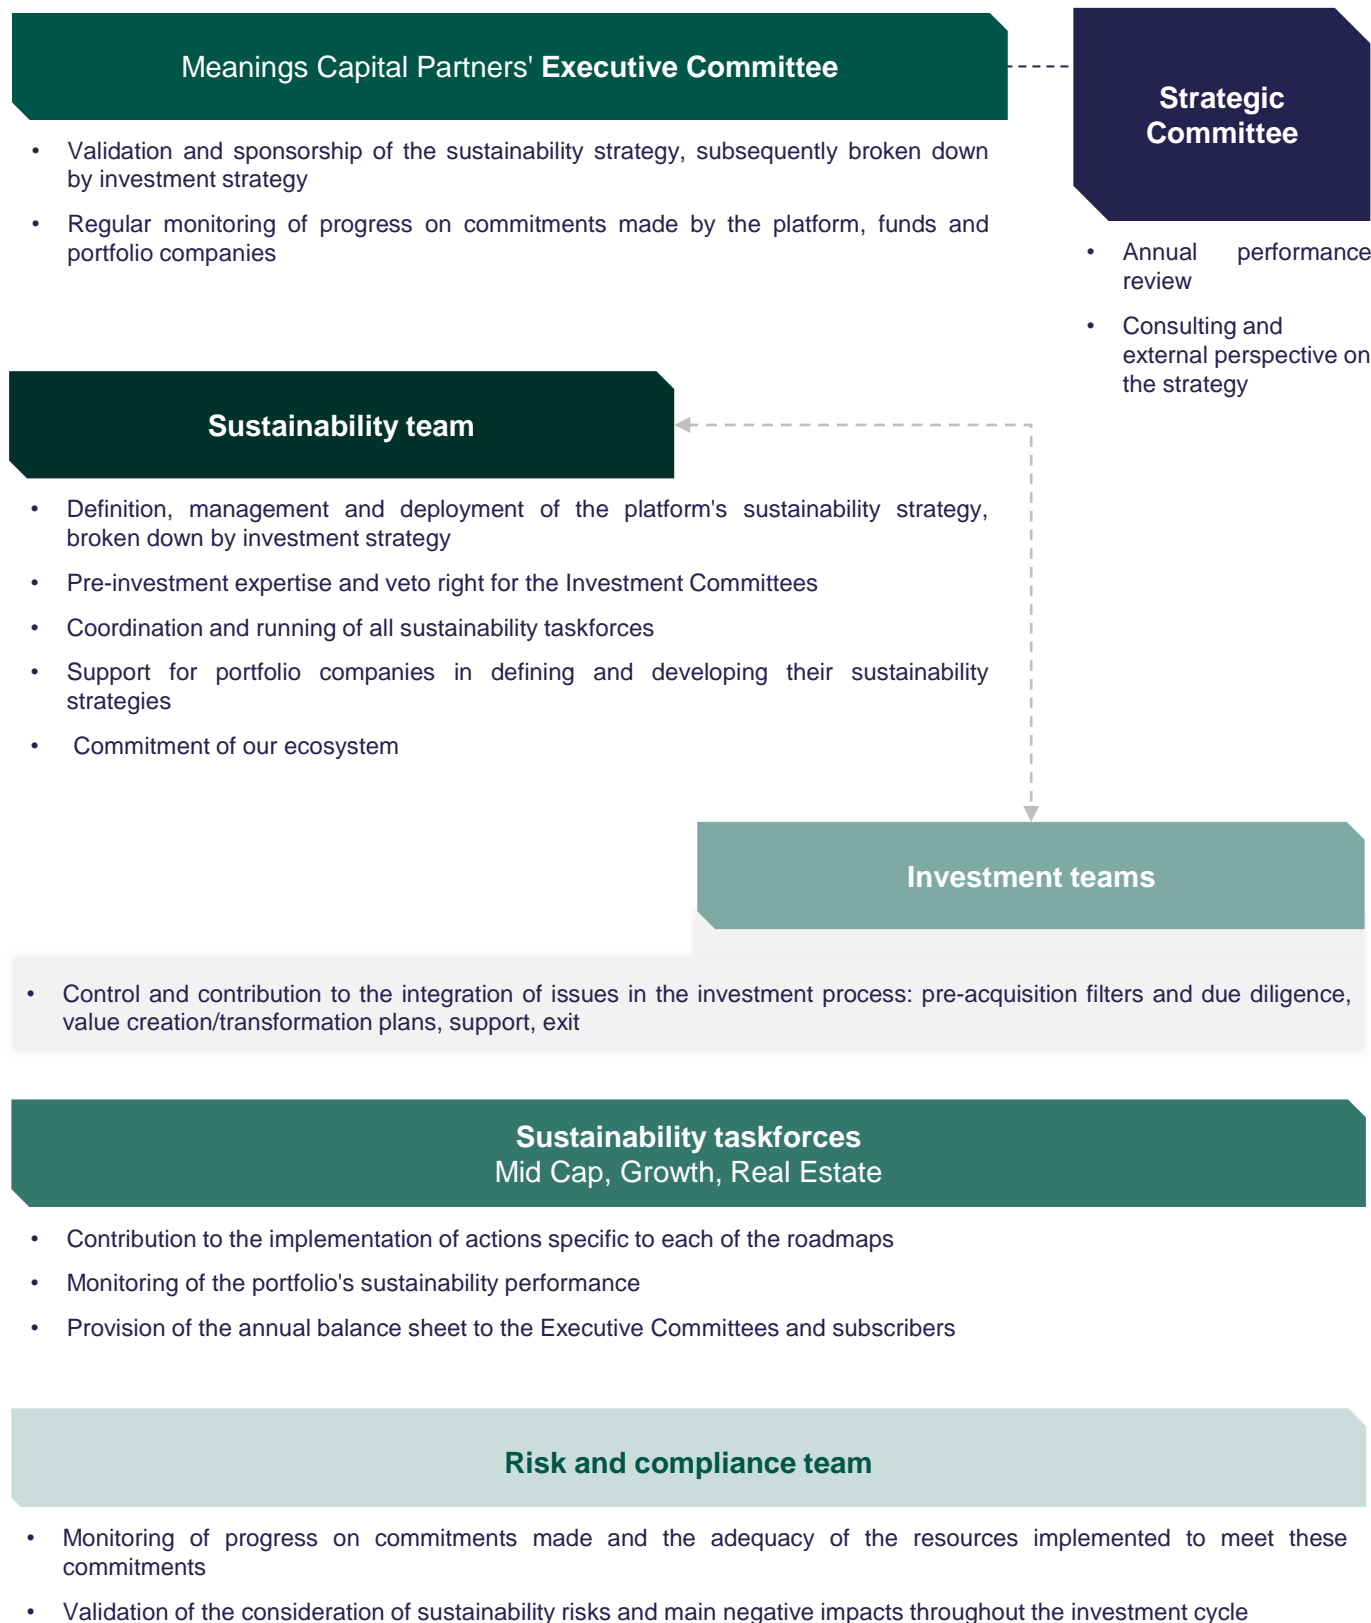 Meanings Capital Partners' Executive Committee
• Validation and sponsorship of the sustainability strategy, subsequently broken down
by investment strategy
• Regular monitoring of progress on commitments made by the platform, funds and
portfolio companies
Strategic
Committee
• Annual performance
review
• Consulting and
external perspective on
the strategy
Sustainability team
• Definition, management and deployment of the platform's sustainability strategy,
broken down by investment strategy
• Pre-investment expertise and veto right for the Investment Committees
• Coordination and running of all sustainability taskforces
• Support for portfolio companies in defining and developing their sustainability
strategies
• Commitment of our ecosystem
Investment teams
• Control and contribution to the integration of issues in the investment process: pre-acquisition filters and due diligence,
value creation/transformation plans, support, exit
Sustainability taskforces
Mid Cap, Growth, Real Estate
• Contribution to the implementation of actions specific to each of the roadmaps
• Monitoring of the portfolio's sustainability performance
• Provision of the annual balance sheet to the Executive Committees and subscribers
Risk and compliance team
• Monitoring of progress on commitments made and the adequacy of the resources implemented to meet these
commitments
• Validation of the consideration of sustainability risks and main negative impacts throughout the investment cycle